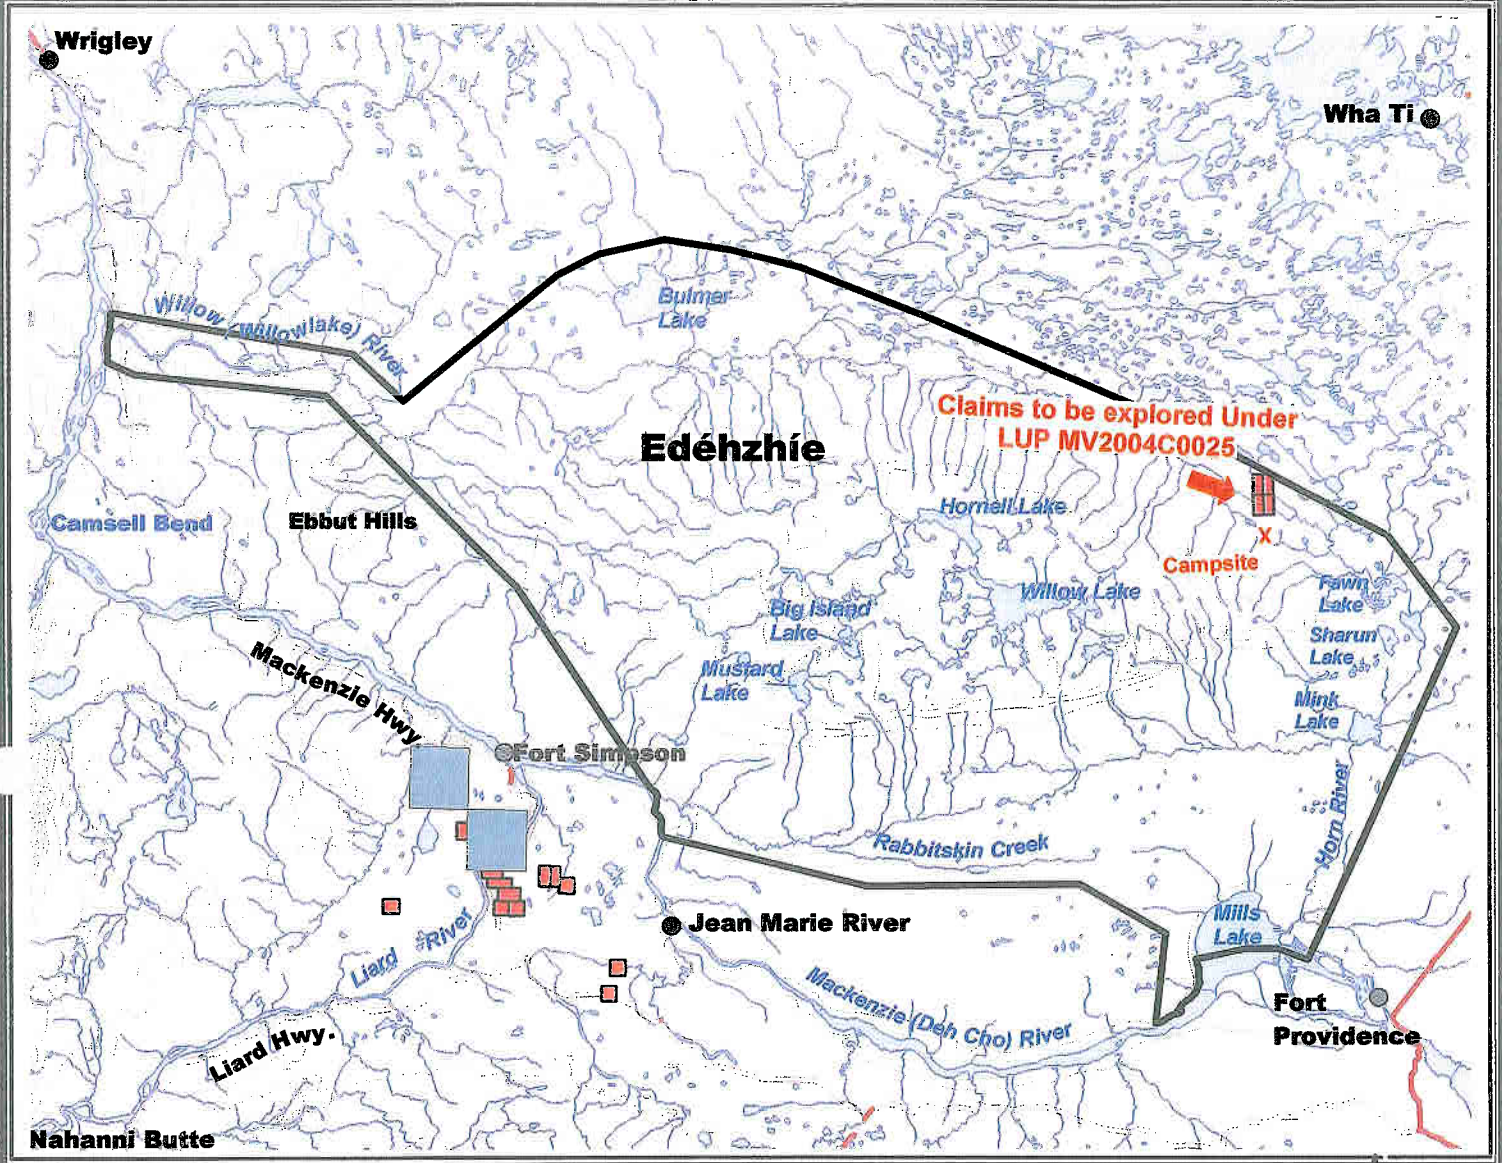 Wrigley
Wha Ti
Willow (Willowlake) River
Bulmer
Lake
Claims to be explored Under
LUP MV2004C0025
Edéhzhíe
Hornell Lake
Camsell Bend
Ebbut Hills
X
Campsite
Fawn
Lake
Willow Lake
Big Island
Lake
Sharun
Lake
Mustard
Lake
Mink
Lake
Mackenzie Hwy
Fort Simpson
Horn River
Rabbitskin Creek
Mills
Lake
Jean Marie River
Liard River
Mackenzie (Deh Cho) River
Fort
Providence
Liard Hwy.
Nahanni Butte